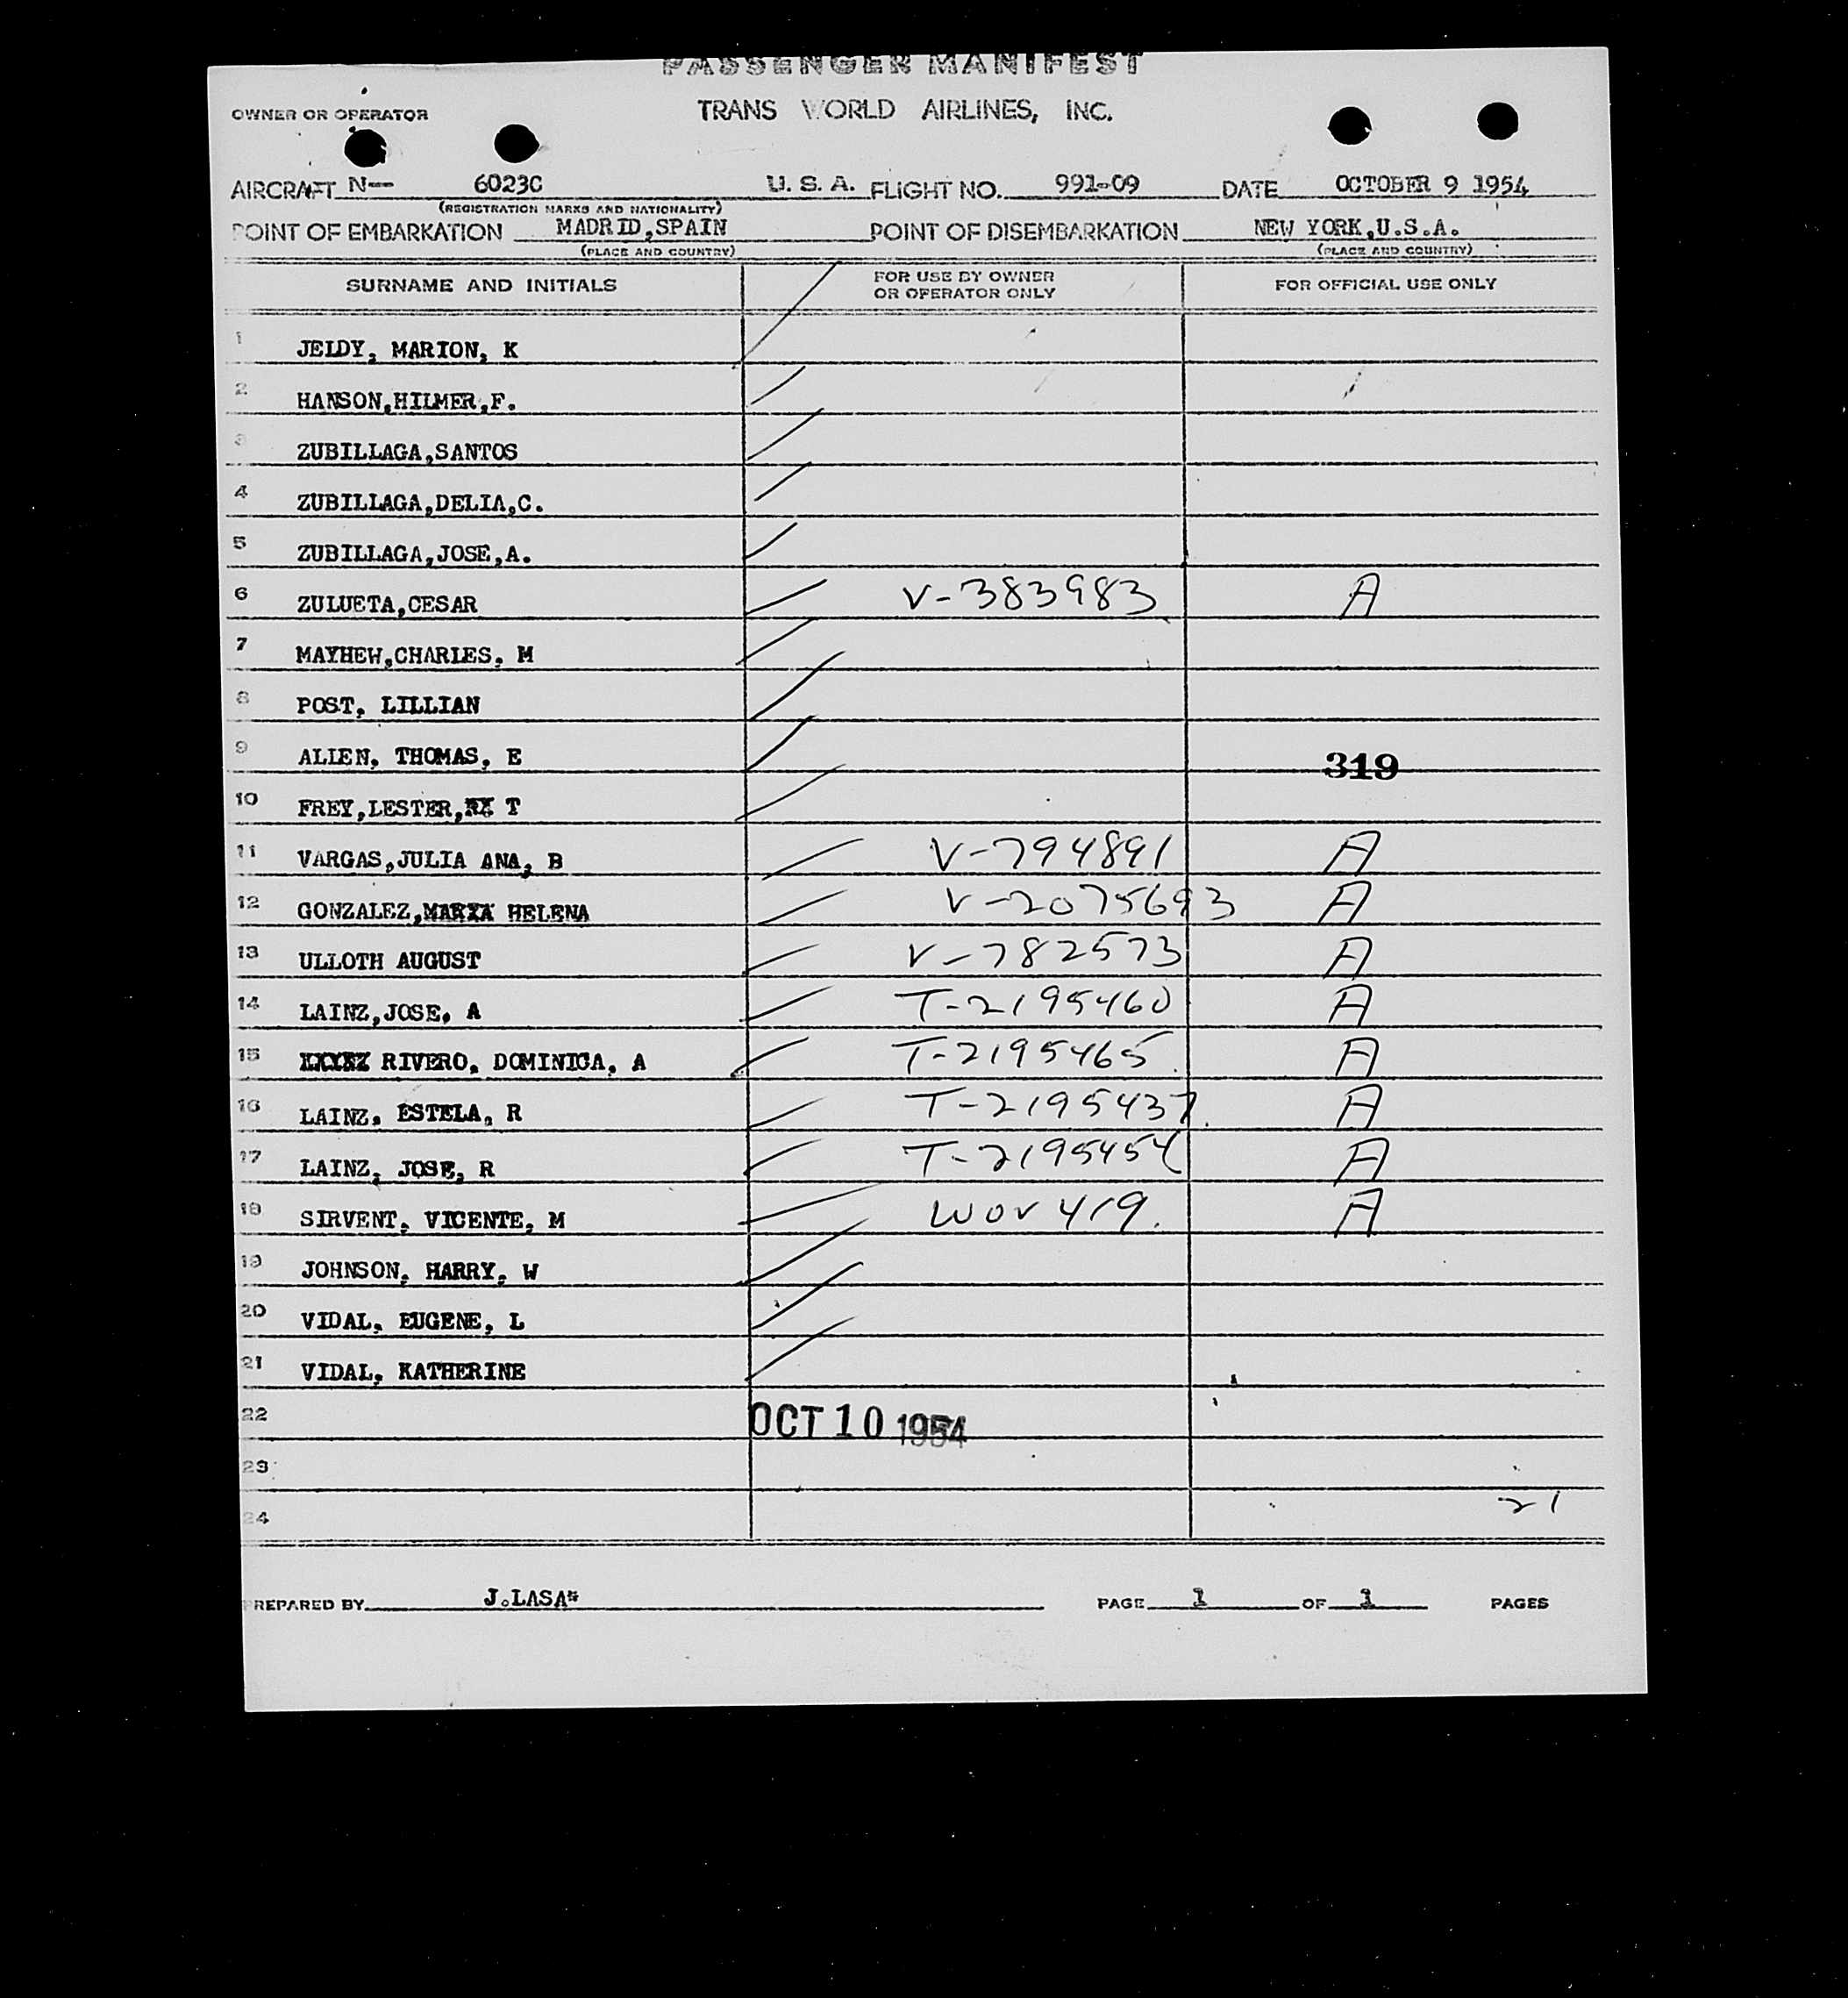 PASSENGER MANIFEST
OWNER OR OPERATOR TRANS WORLD AIRLINES, INC.
AIRCRAFT N-- 6023C U. S. A. FLIGHT NO. 991-09 DATE OCTOBER 9 1954
(REGISTRATION MARKS AND NATIONALITY)
POINT OF EMBARKATION MADRID,SPAIN POINT OF DISEMBARKATION NEW YORK,U.S.A.
(PLACE AND COUNTRY) (PLACE AND COUNTRY)
SURNAME AND INITIALS FOR USE BY OWNER OR OPERATOR ONLY FOR OFFICIAL USE ONLY
1 JELDY, MARION, K
2 HANSON,HILMER,F.
3 ZUBILLAGA,SANTOS
4 ZUBILLAGA,DELIA,C.
5 ZUBILLAGA,JOSE,A.
6 ZULUETA,CESAR V-383983 A
7 MAYHEW,CHARLES, M
8 POST, LILLIAN
9 ALLEN, THOMAS, E 319
10 FREY,LESTER, T
11 VARGAS,JULIA ANA, B V-794891 A
12 GONZALEZ,MARIA HELENA V-2075693 A
13 ULLOTH AUGUST V-782573 A
14 LAINZ,JOSE, A T-2195460 A
15 RIVERO, DOMINICA, A T-2195465 A
16 LAINZ, ESTELA, R T-2195437 A
17 LAINZ, JOSE, R T-2195454 A
18 SIRVENT, VICENTE, M WOV 419. A
19 JOHNSON, HARRY, W
20 VIDAL, EUGENE, L
21 VIDAL, KATHERINE
22 OCT 10 1954
23
24 21
PREPARED BY J.LASA PAGE 1 OF 1 PAGES